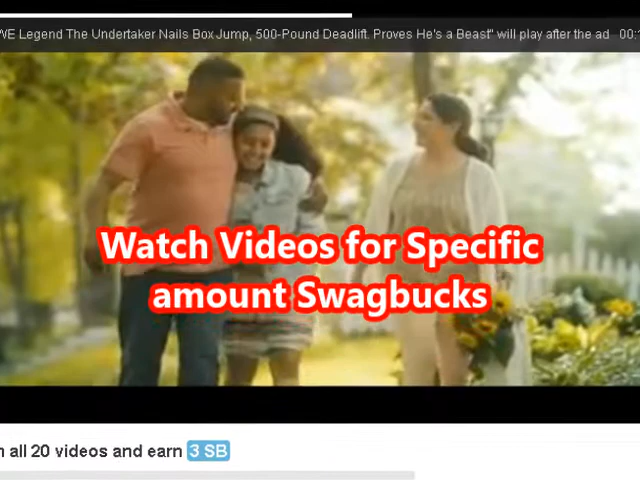 WE Legend The Undertaker Nails Box Jump, 500-Pound Deadlift. Proves He's a Beast" will play after the ad 00:1
Watch Videos for Specific
amount Swagbucks
all 20 videos and earn 3 SB